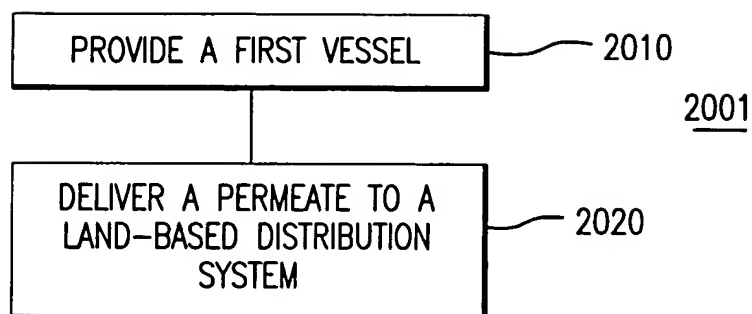 PROVIDE A FIRST VESSEL
2010
2001
DELIVER A PERMEATE TO A
LAND-BASED DISTRIBUTION
SYSTEM
2020